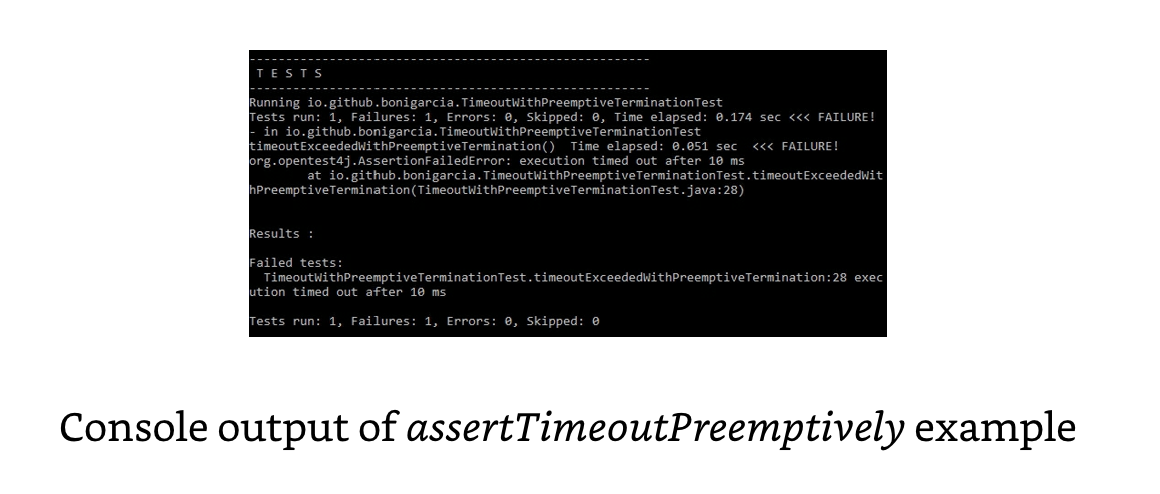 -------------------------------------------------------
 T E S T S
-------------------------------------------------------
Running io.github.bonigarcia.TimeoutWithPreemptiveTerminationTest
Tests run: 1, Failures: 1, Errors: 0, Skipped: 0, Time elapsed: 0.174 sec <<< FAILURE!
- in io.github.bonigarcia.TimeoutWithPreemptiveTerminationTest
timeoutExceededWithPreemptiveTermination()  Time elapsed: 0.051 sec  <<< FAILURE!
org.opentest4j.AssertionFailedError: execution timed out after 10 ms
        at io.github.bonigarcia.TimeoutWithPreemptiveTerminationTest.timeoutExceededWit
hPreemptiveTermination(TimeoutWithPreemptiveTerminationTest.java:28)
Results :
Failed tests:
  TimeoutWithPreemptiveTerminationTest.timeoutExceededWithPreemptiveTermination:28 exec
ution timed out after 10 ms
Tests run: 1, Failures: 1, Errors: 0, Skipped: 0
Console output of assertTimeoutPreemptively example